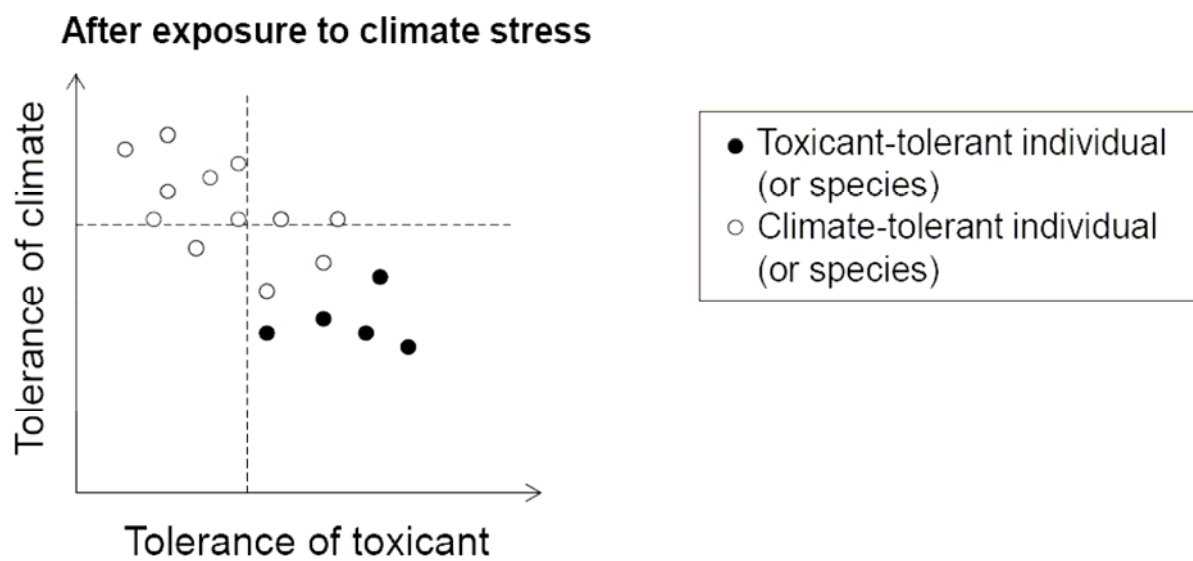 After exposure to climate stress
Tolerance of climate
Tolerance of toxicant
Toxicant-tolerant individual
(or species)
Climate-tolerant individual
(or species)